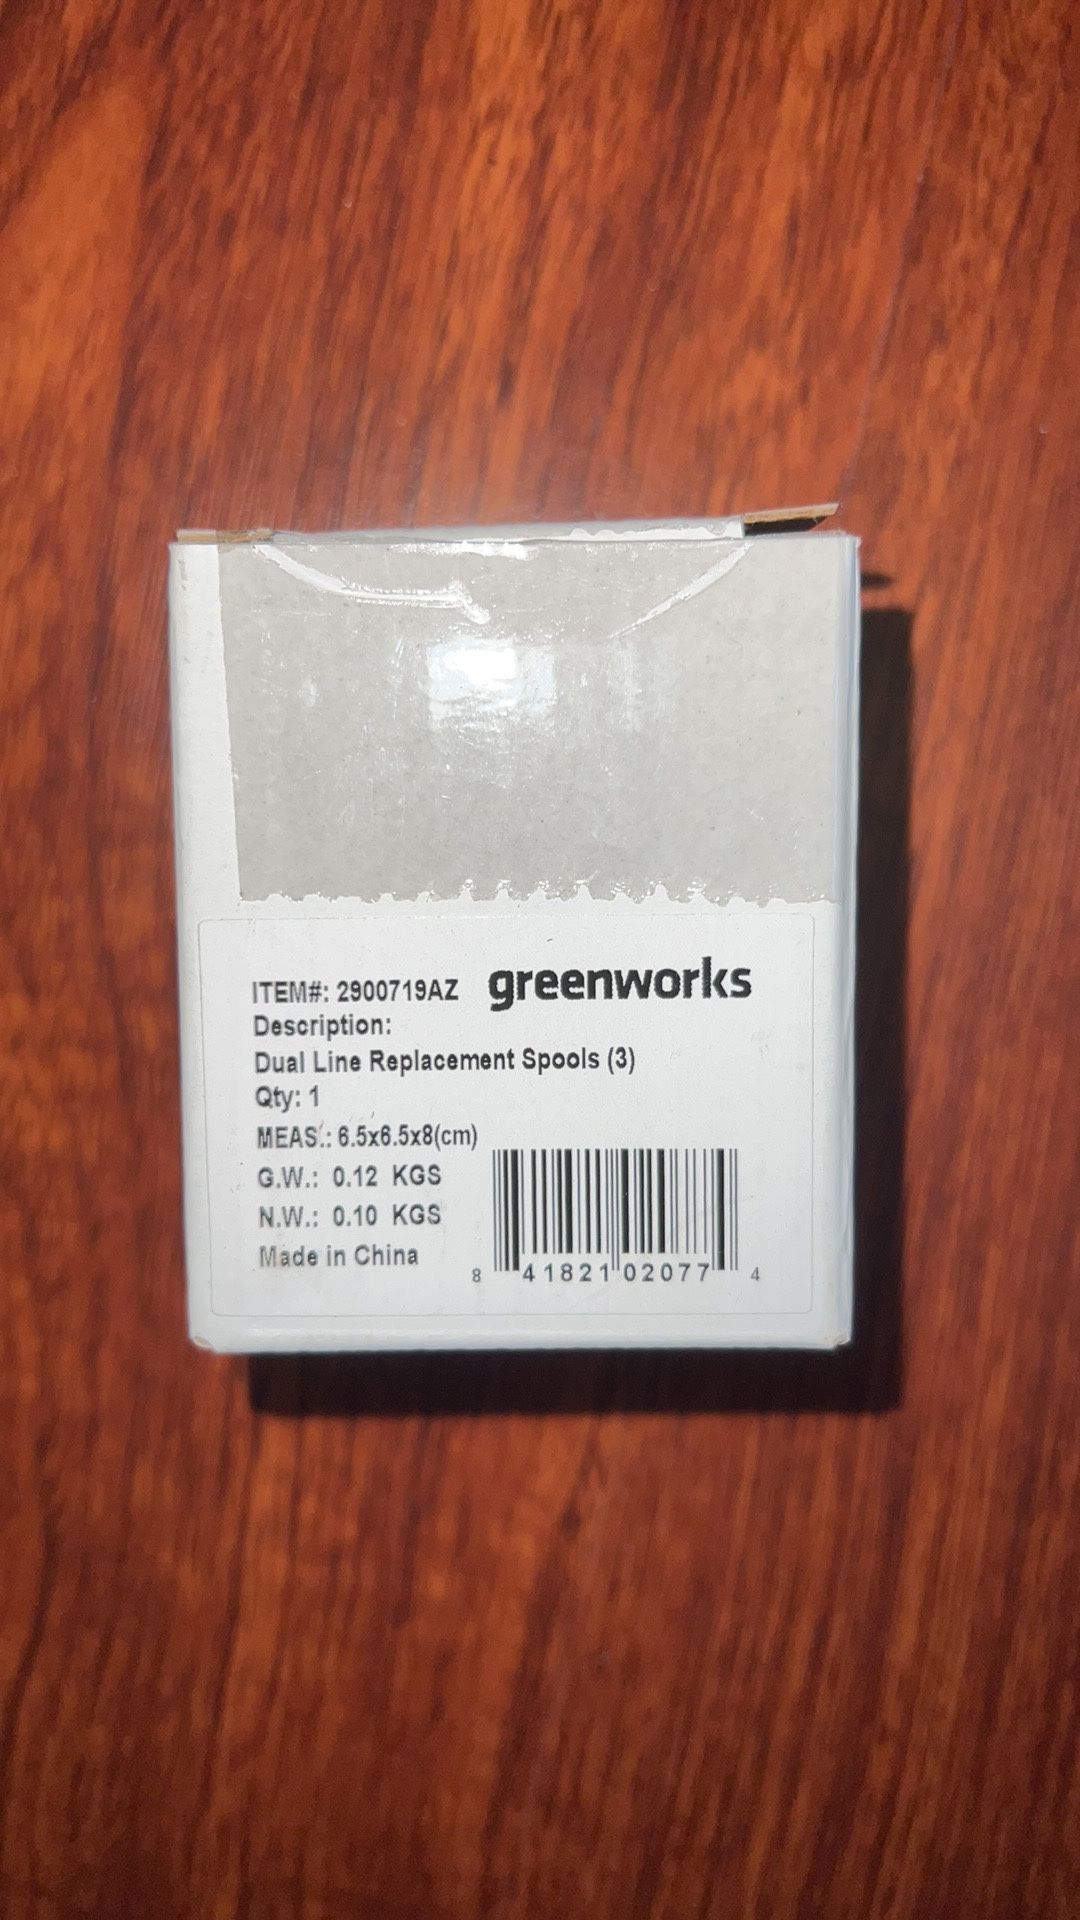 ITEM#: 2900719AZ greenworks
Description:
Dual Line Replacement Spools (3)
Qty: 1
MEAS.: 6.5x6.5x8(cm)
G.W.: 0.12 KGS
N.W.: 0.10 KGS
Made in China
8 41821 02077 4